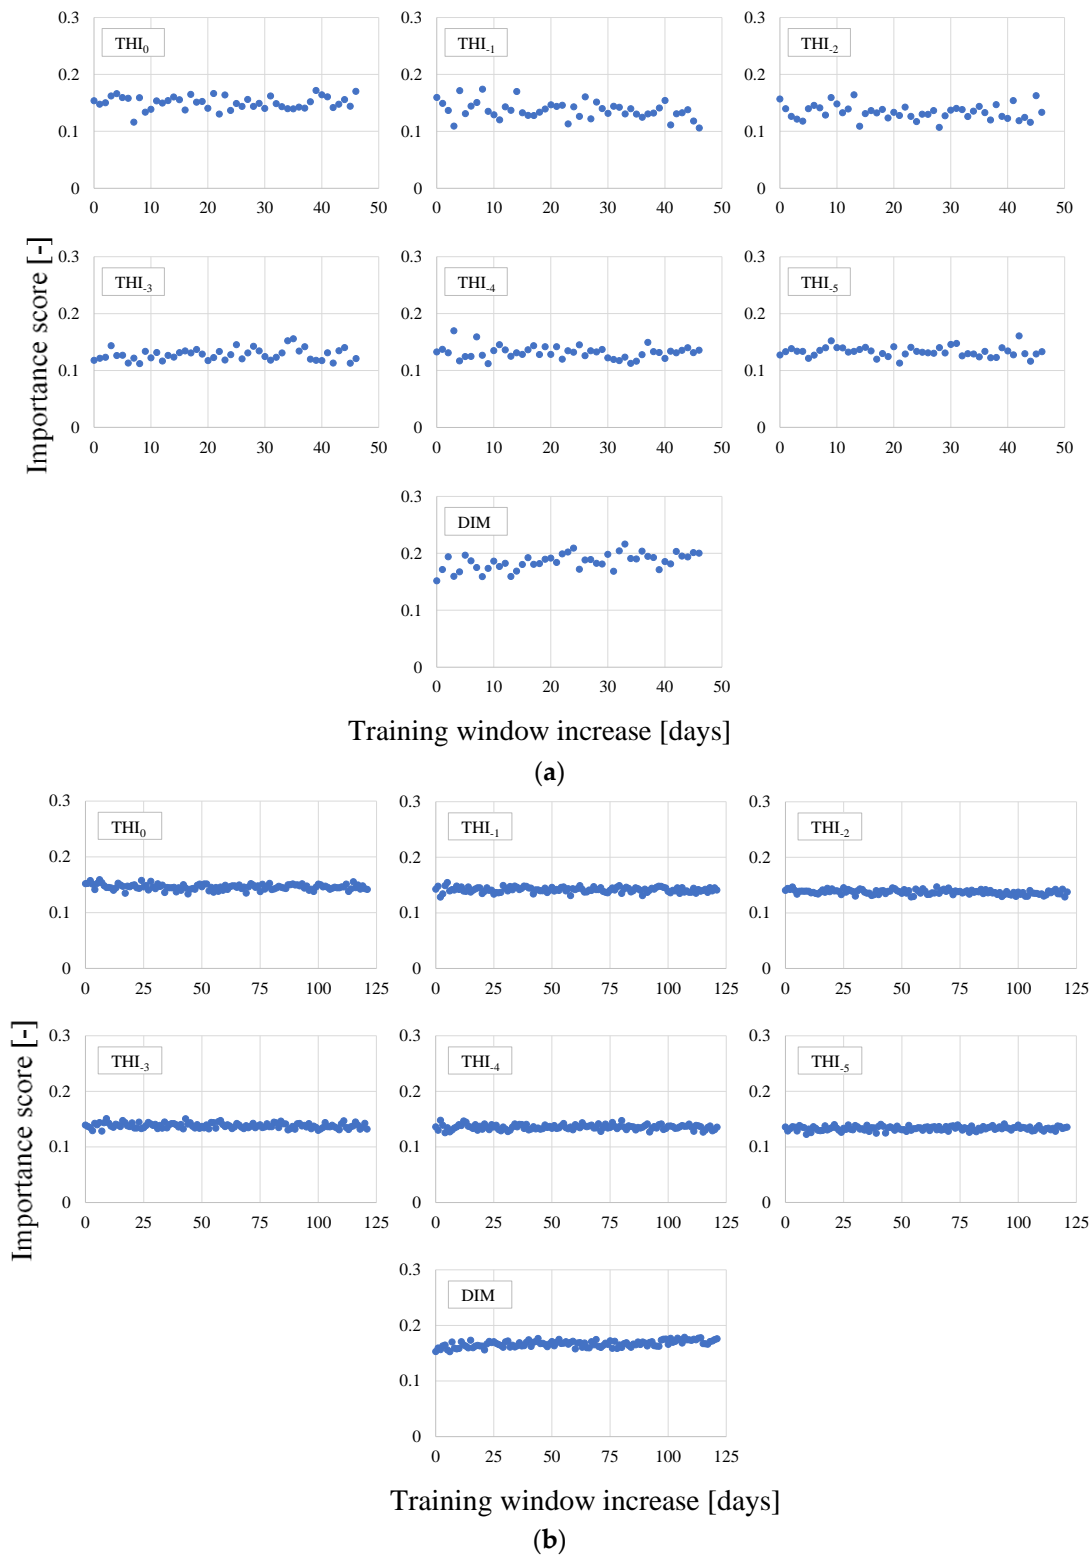 0.3 0.3 0.3
THI0 THI-1 THI-2
0.2 0.2 0.2
0.1 0.1 0.1
0 0 0
0 10 20 30 40 50 0 10 20 30 40 50 0 10 20 30 40 50
Importance score [-]
0.3 0.3 0.3
THI-3 THI-4 THI-5
0.2 0.2 0.2
0.1 0.1 0.1
0 0 0
0 10 20 30 40 50 0 10 20 30 40 50 0 10 20 30 40 50
0.3
DIM
0.2
0.1
0
0 10 20 30 40 50
Training window increase [days]
(a)
0.3 0.3 0.3
THI0 THI-1 THI-2
0.2 0.2 0.2
0.1 0.1 0.1
0 0 0
0 25 50 75 100 125 0 25 50 75 100 125 0 25 50 75 100 125
Importance score [-]
0.3 0.3 0.3
THI-3 THI-4 THI-5
0.2 0.2 0.2
0.1 0.1 0.1
0 0 0
0 25 50 75 100 125 0 25 50 75 100 125 0 25 50 75 100 125
0.3
DIM
0.2
0.1
0
0 25 50 75 100 125
Training window increase [days]
(b)